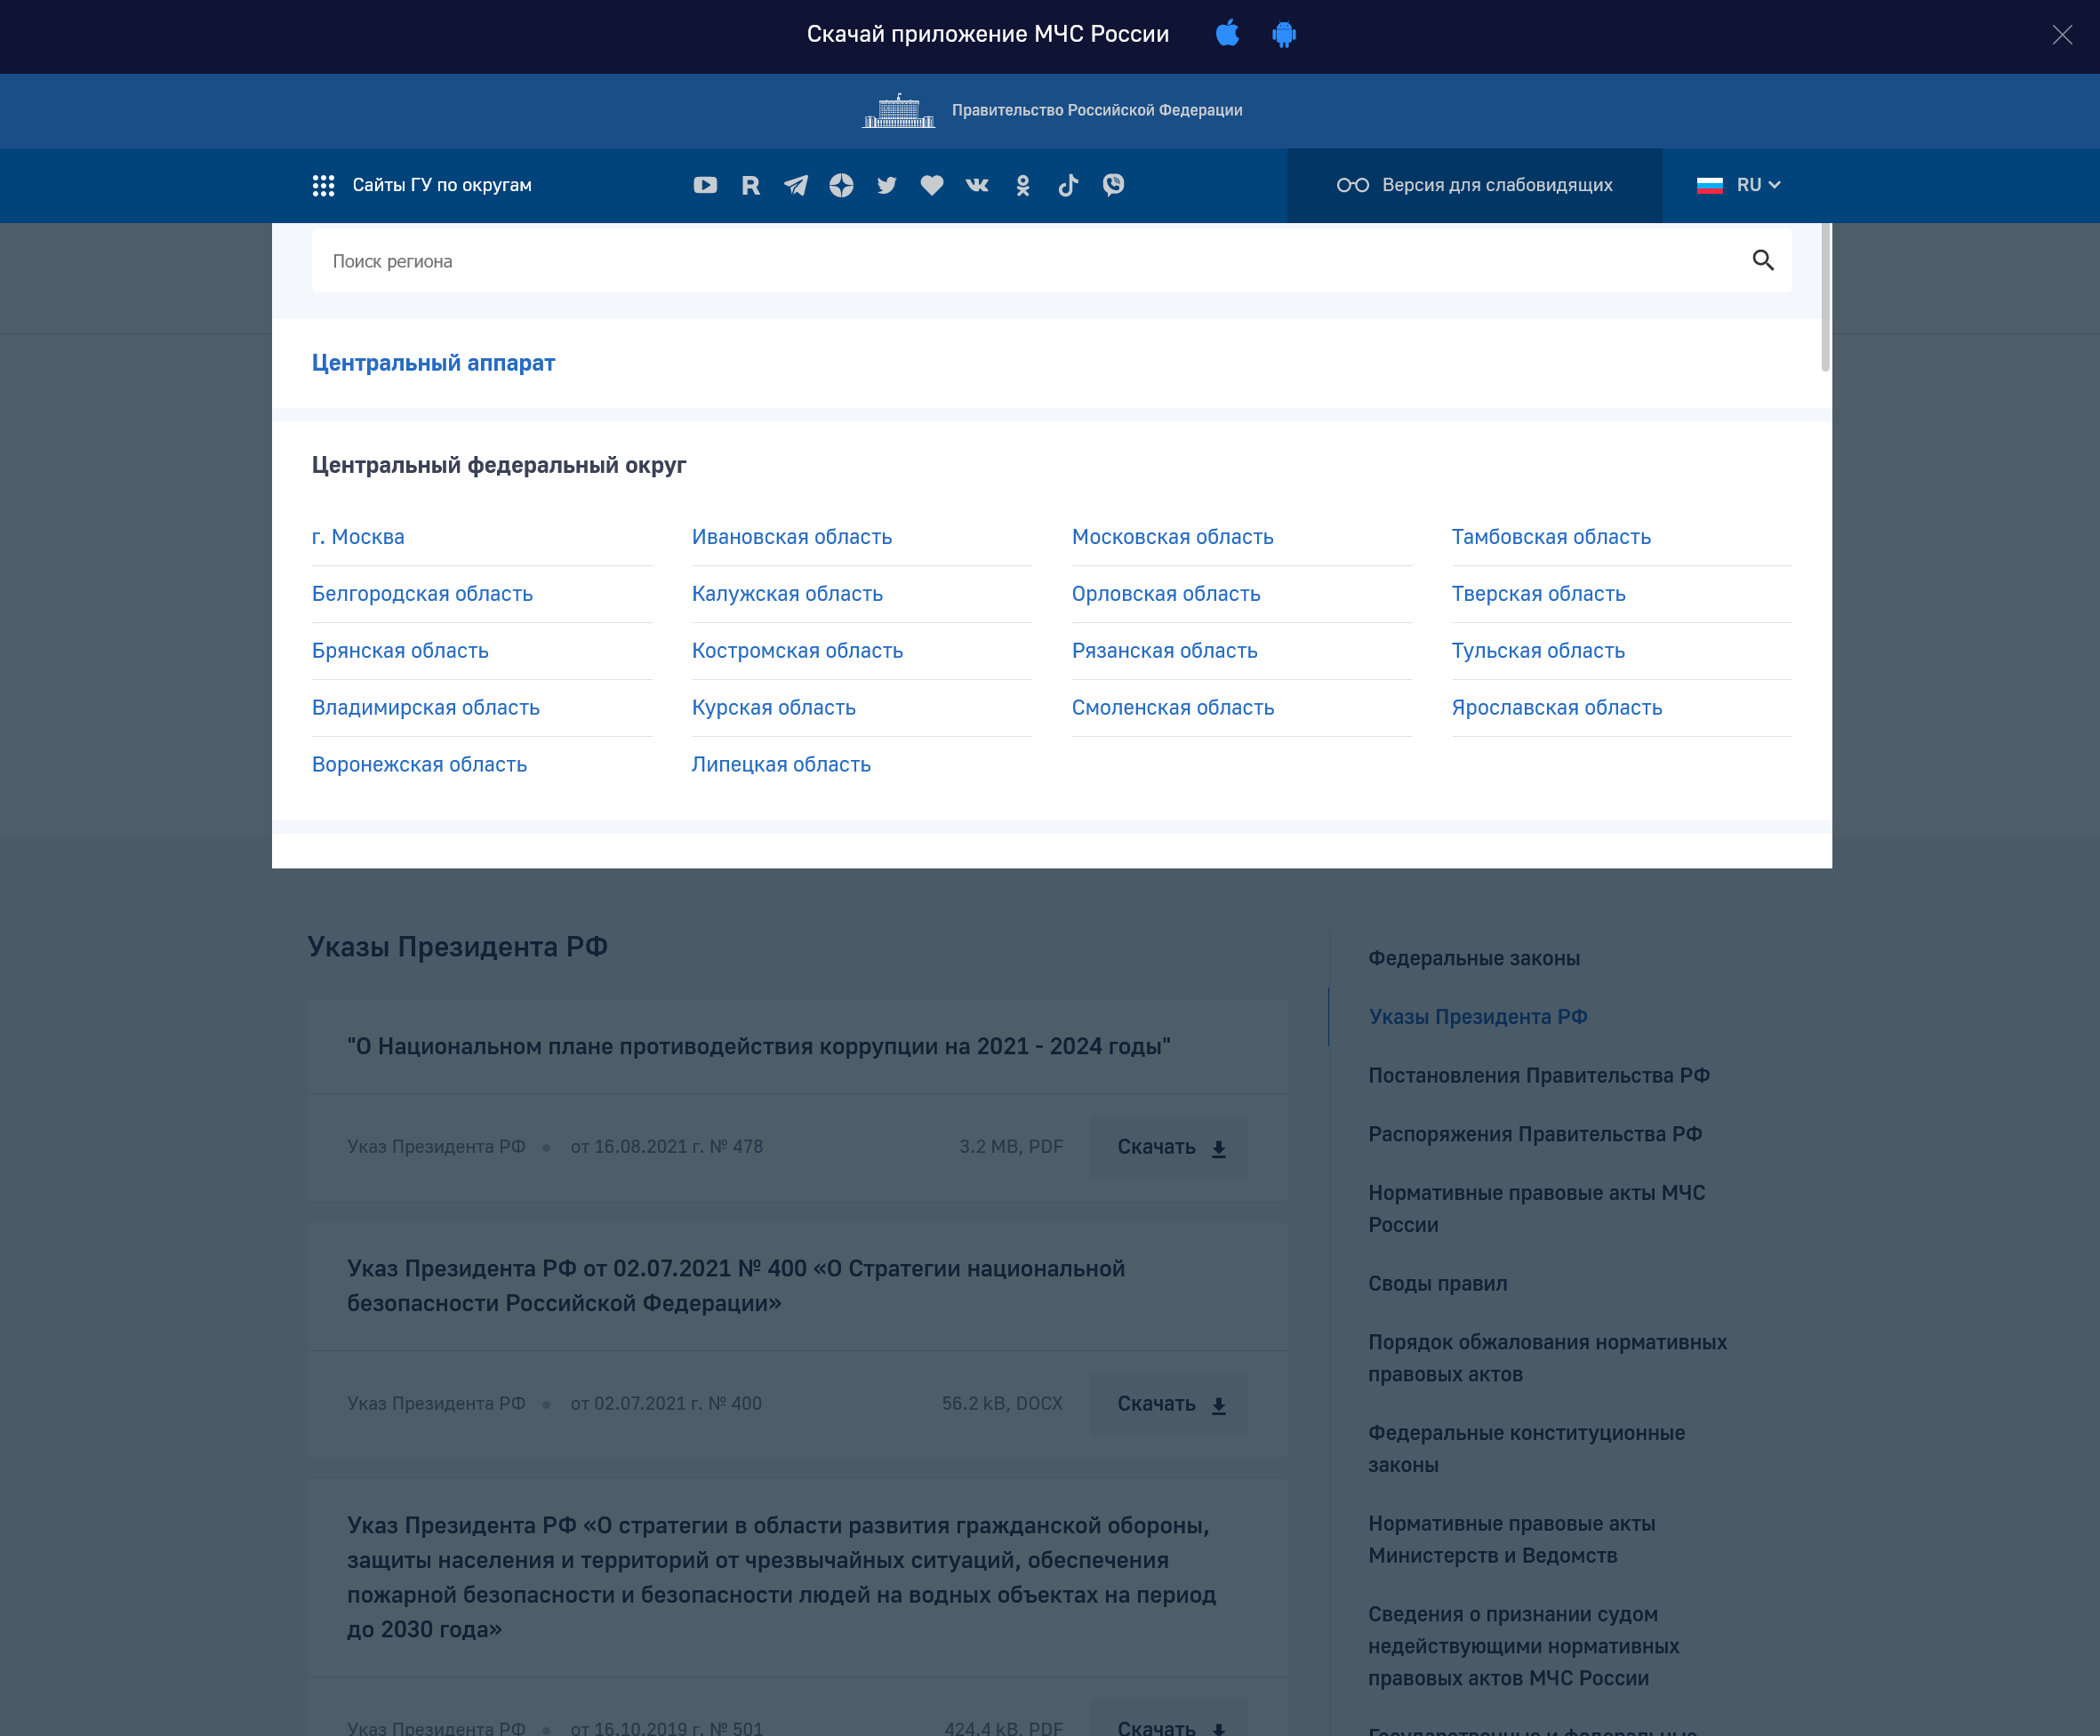 Скачай приложение МЧС России
Правительство Российской Федерации
Сайты ГУ по округам
Версия для слабовидящих
RU
Поиск региона
Центральный аппарат
Центральный федеральный округ
г. Москва
Ивановская область
Московская область
Тамбовская область
Белгородская область
Калужская область
Орловская область
Тверская область
Брянская область
Костромская область
Рязанская область
Тульская область
Владимирская область
Курская область
Смоленская область
Ярославская область
Воронежская область
Липецкая область
Указы Президента РФ
"О Национальном плане противодействия коррупции на 2021 - 2024 годы"
Указ Президента РФ
от 16.08.2021 г. № 478
3.2 MB, PDF
Скачать
Указ Президента РФ от 02.07.2021 № 400 «О Стратегии национальной
безопасности Российской Федерации»
Указ Президента РФ
от 02.07.2021 г. № 400
56.2 kB, DOCX
Скачать
Указ Президента РФ «О стратегии в области развития гражданской обороны,
защиты населения и территорий от чрезвычайных ситуаций, обеспечения
пожарной безопасности и безопасности людей на водных объектах на период
до 2030 года»
Указ Президента РФ
от 16.10.2019 г. № 501
424.4 kB, PDF
Скачать
Федеральные законы
Указы Президента РФ
Постановления Правительства РФ
Распоряжения Правительства РФ
Нормативные правовые акты МЧС
России
Своды правил
Порядок обжалования нормативных
правовых актов
Федеральные конституционные
законы
Нормативные правовые акты
Министерств и Ведомств
Сведения о признании судом
недействующими нормативных
правовых актов МЧС России
Государственные и федеральные